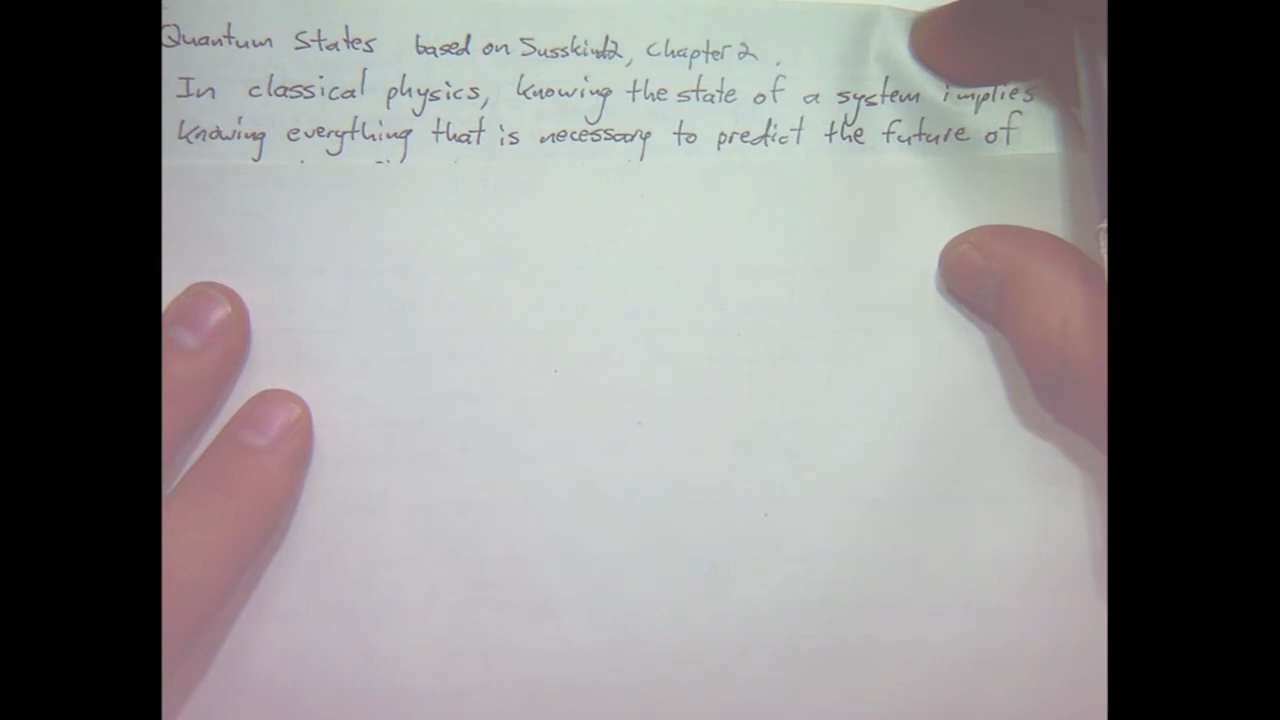 Quantum States based on Susskind2, Chapter 2.
In classical physics, knowing the state of a system implies
knowing everything that is necessary to predict the future of